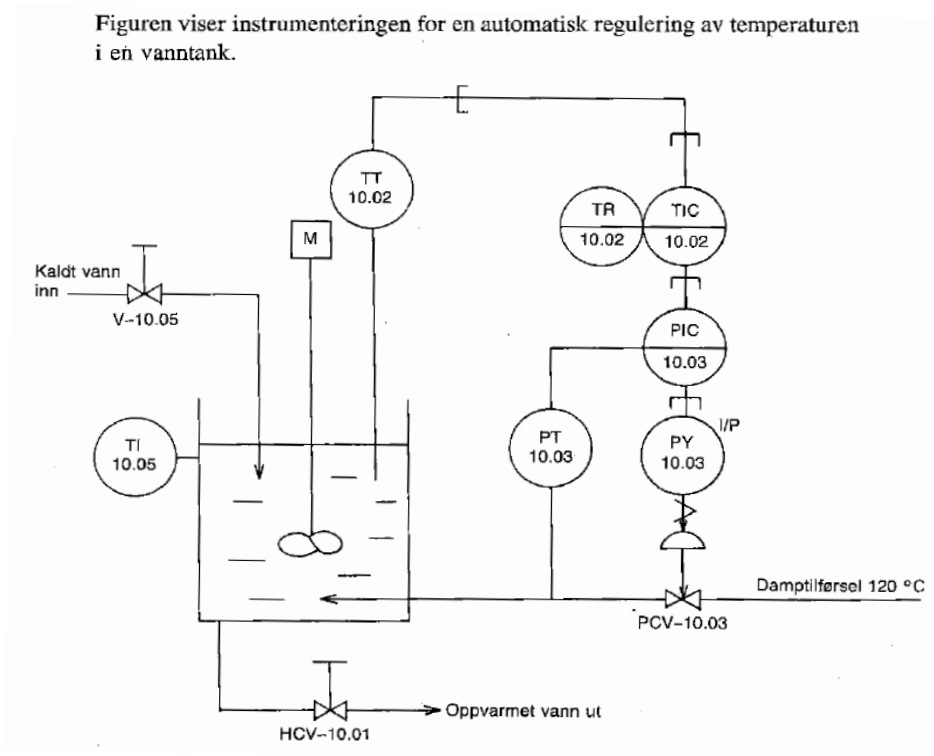 Figuren viser instrumenteringen for en automatisk regulering av temperaturen
i en vanntank.
TT
10.02
TR
10.02
TIC
10.02
M
Kaldt vann
inn
V-10.05
PIC
10.03
I/P
TI
10.05
PT
10.03
PY
10.03
Damptilførsel 120 °C
PCV-10.03
Oppvarmet vann ut
HCV-10.01